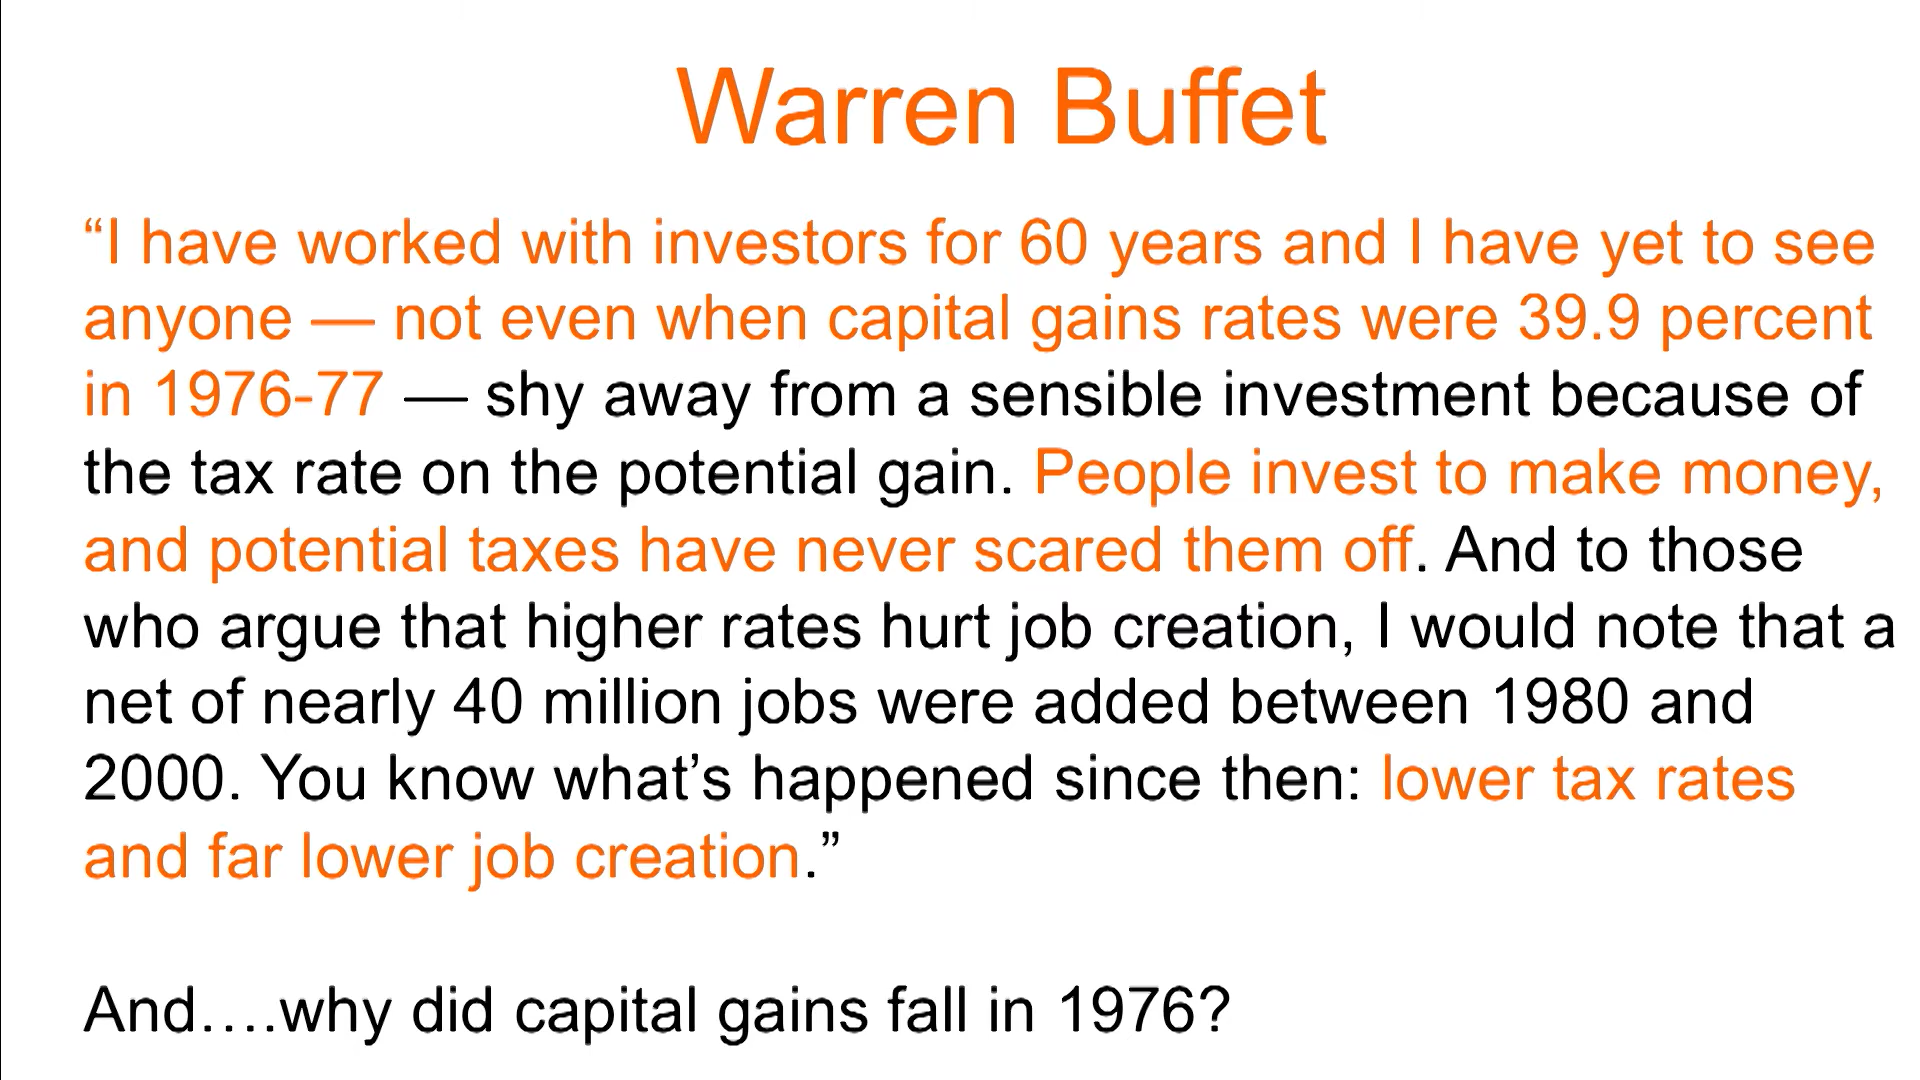 Warren Buffet
“I have worked with investors for 60 years and I have yet to see
anyone — not even when capital gains rates were 39.9 percent
in 1976-77 — shy away from a sensible investment because of
the tax rate on the potential gain. People invest to make money,
and potential taxes have never scared them off. And to those
who argue that higher rates hurt job creation, I would note that a
net of nearly 40 million jobs were added between 1980 and
2000. You know what’s happened since then: lower tax rates
and far lower job creation.”
And….why did capital gains fall in 1976?